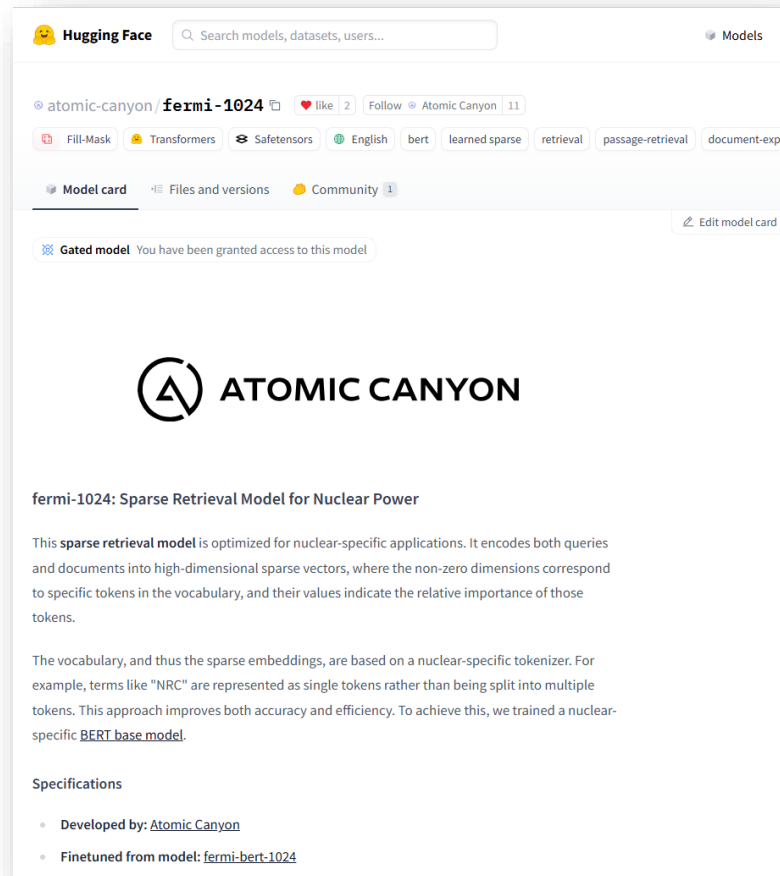 Hugging Face
Search models, datasets, users...
Models
atomic-canyon/fermi-1024
like 2
Follow Atomic Canyon 11
Fill-Mask Transformers Safetensors English bert learned sparse retrieval passage-retrieval document-exp
Model card Files and versions Community 1
Edit model card
Gated model You have been granted access to this model
ATOMIC CANYON
fermi-1024: Sparse Retrieval Model for Nuclear Power
This sparse retrieval model is optimized for nuclear-specific applications. It encodes both queries
and documents into high-dimensional sparse vectors, where the non-zero dimensions correspond
to specific tokens in the vocabulary, and their values indicate the relative importance of those
tokens.
The vocabulary, and thus the sparse embeddings, are based on a nuclear-specific tokenizer. For
example, terms like "NRC" are represented as single tokens rather than being split into multiple
tokens. This approach improves both accuracy and efficiency. To achieve this, we trained a nuclear-
specific BERT base model.
Specifications
Developed by: Atomic Canyon
Finetuned from model: fermi-bert-1024